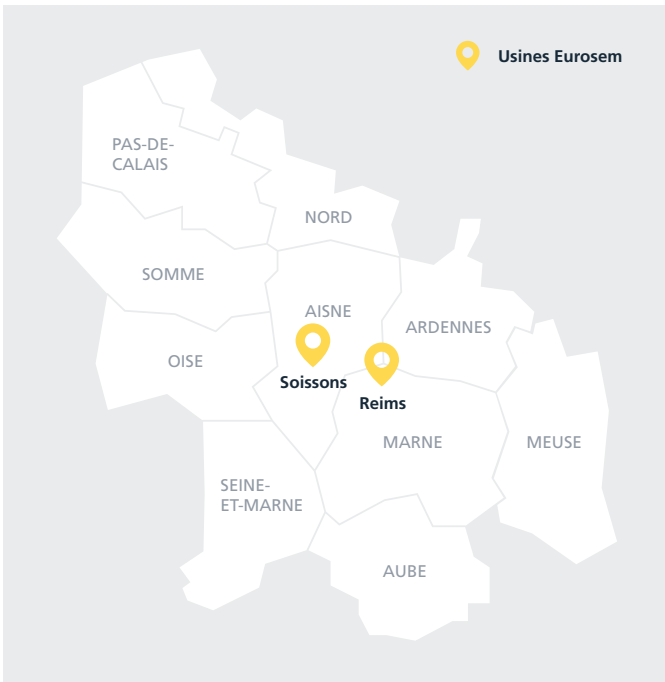 Usines Eurosem
PAS-DE-
CALAIS
NORD
SOMME
AISNE
ARDENNES
OISE
Soissons
Reims
MARNE
MEUSE
SEINE-
ET-MARNE
AUBE